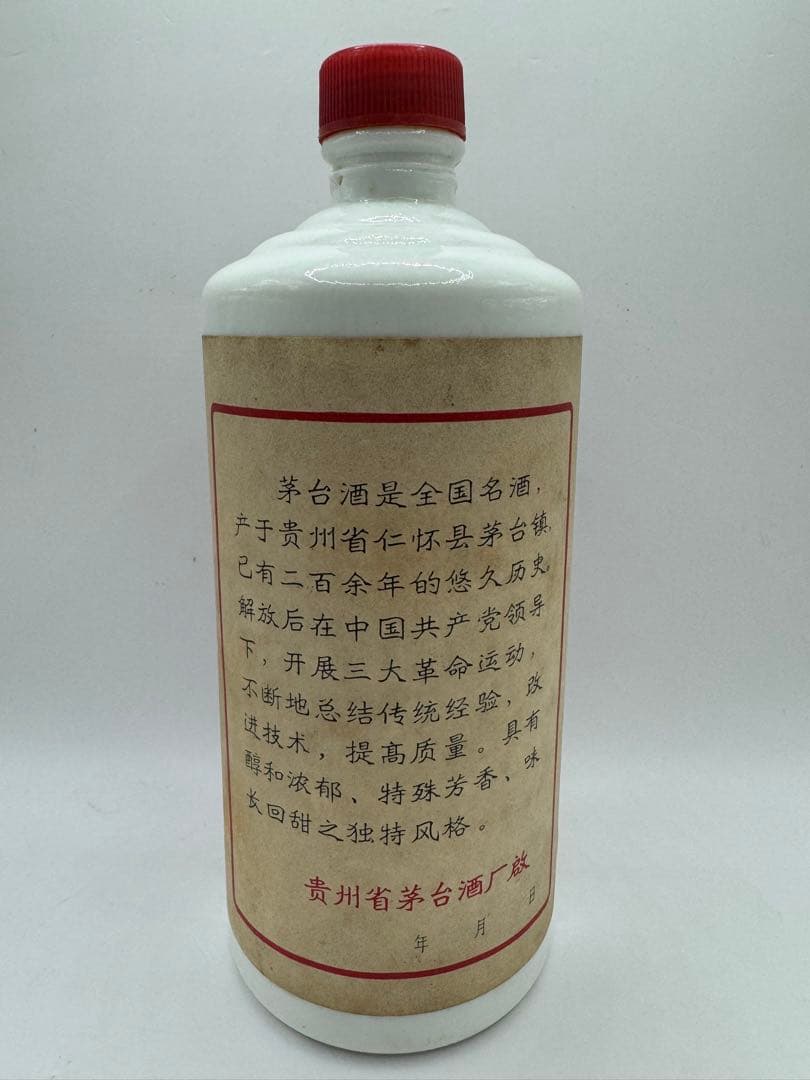 茅台酒是全国名酒，
产于贵州省仁怀县茅台镇，
已有二百余年的悠久历史。
解放后在中国共产党领导
下，开展三大革命运动，
不断地总结传统经验，改
进技术，提高质量。具有
醇和浓郁、特殊芳香、味
长回甜之独特风格。
贵州省茅台酒厂啟
年 月 日